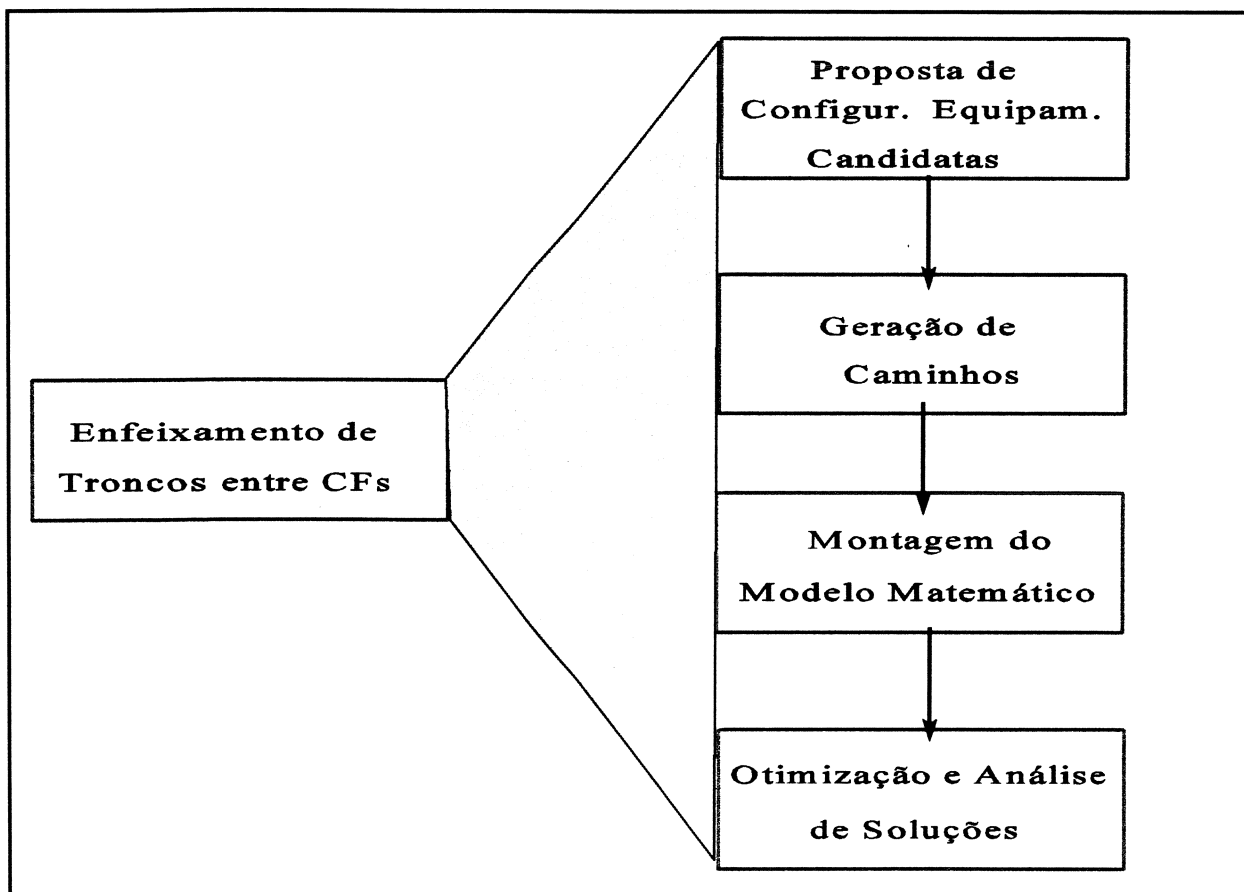 Proposta de
Configur. Equipam.
Candidatas
Geração de
Caminhos
Enfeixamento de
Troncos entre CFs
Montagem do
Modelo Matemático
Otimização e Análise
de Soluções